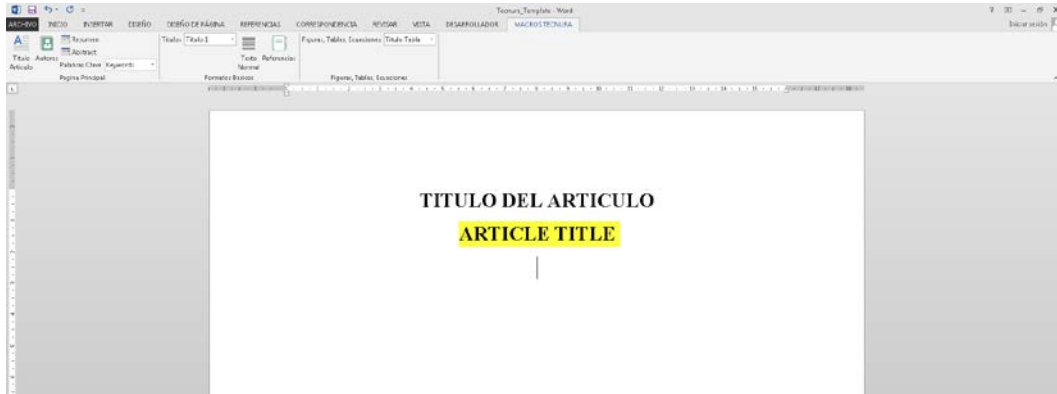 Tecnura_Template - Word
ARCHIVO INICIO INSERTAR DISEÑO DISEÑO DE PÁGINA REFERENCIAS CORRESPONDENCIA REVISAR VISTA DESARROLLADOR MACROS TECNURA Iniciar sesión
Resumen Titulos Titulo 1 Figuras, Tablas, Ecuaciones Titulo Tabla
Abstract
Titulo Autores Palabras Clave Keywords Texto Referencias
Articulo Normal
Pagina Principal Formatos Basicos Figuras, Tablas, Ecuaciones
TITULO DEL ARTICULO
ARTICLE TITLE